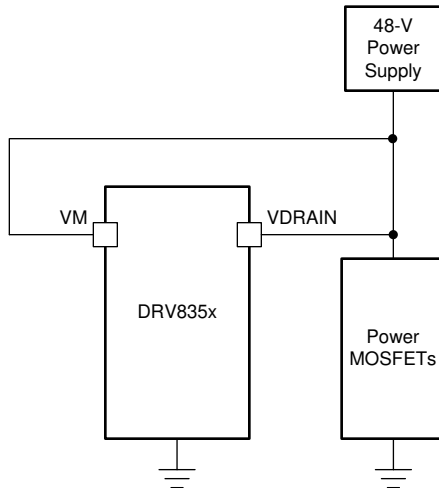 48-V
Power
Supply
VM
VDRAIN
DRV835x
Power
MOSFETs